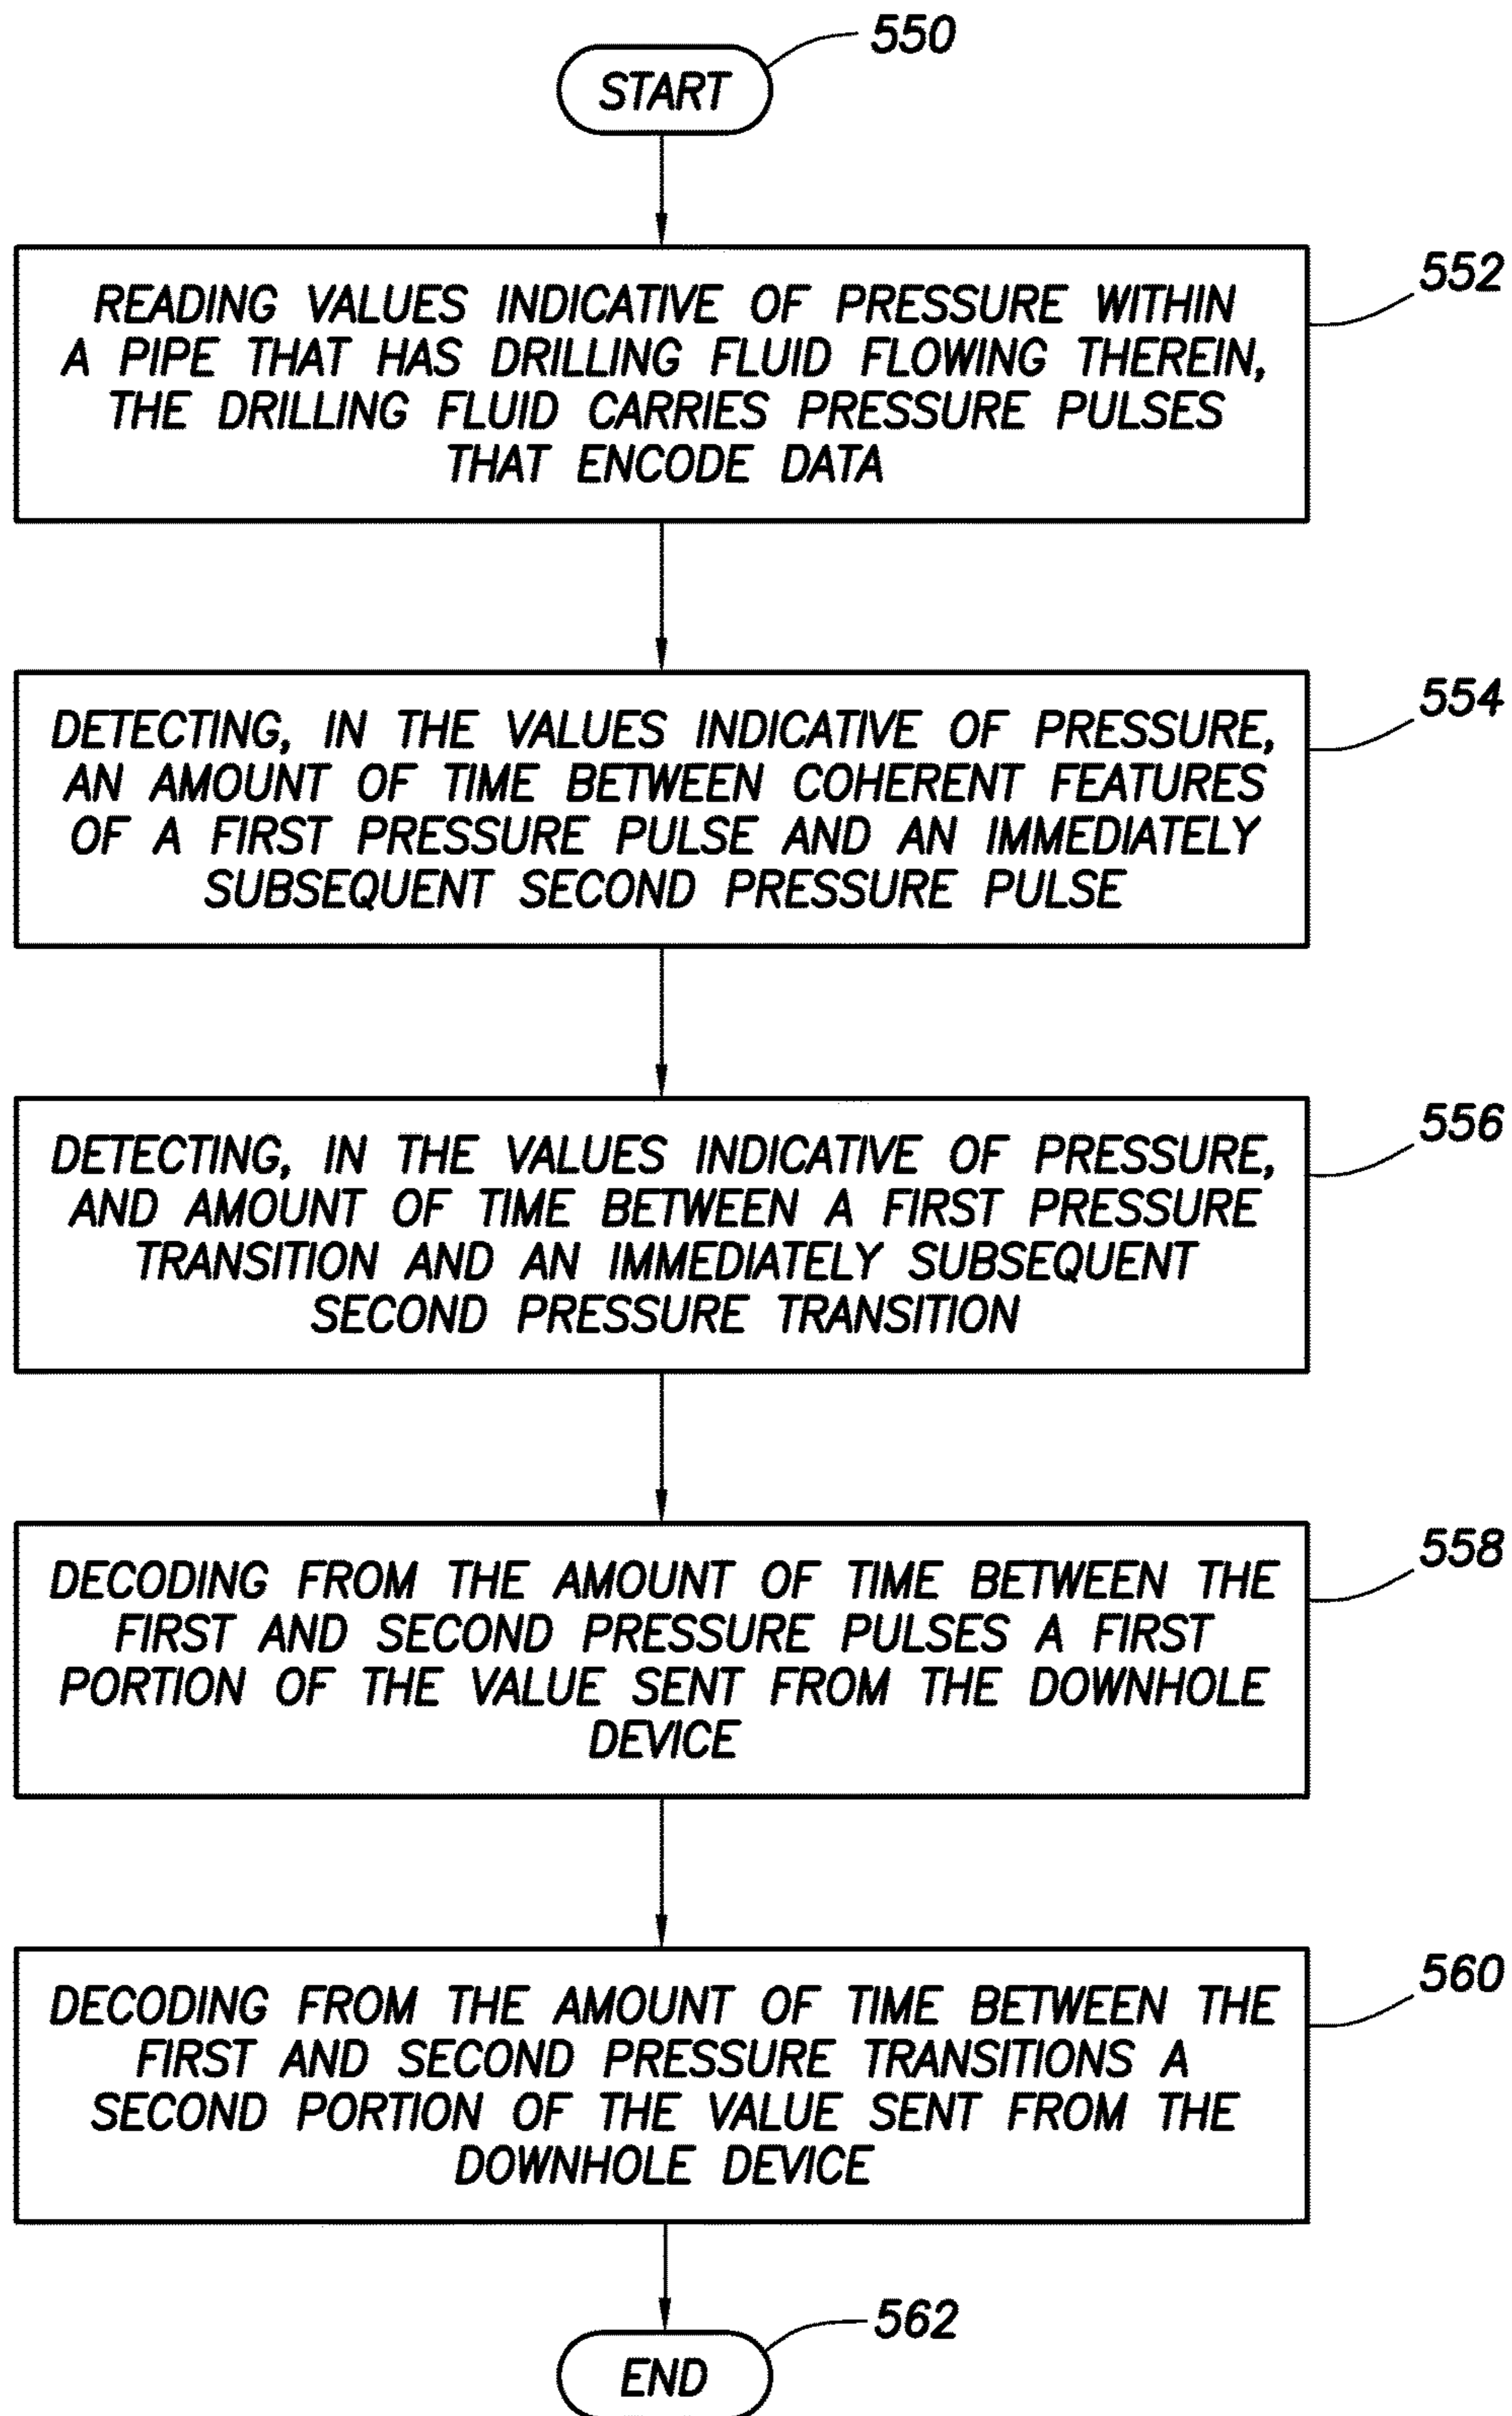 START
550
READING VALUES INDICATIVE OF PRESSURE WITHIN
A PIPE THAT HAS DRILLING FLUID FLOWING THEREIN,
THE DRILLING FLUID CARRIES PRESSURE PULSES
THAT ENCODE DATA
552
DETECTING, IN THE VALUES INDICATIVE OF PRESSURE,
AN AMOUNT OF TIME BETWEEN COHERENT FEATURES
OF A FIRST PRESSURE PULSE AND AN IMMEDIATELY
SUBSEQUENT SECOND PRESSURE PULSE
554
DETECTING, IN THE VALUES INDICATIVE OF PRESSURE,
AND AMOUNT OF TIME BETWEEN A FIRST PRESSURE
TRANSITION AND AN IMMEDIATELY SUBSEQUENT
SECOND PRESSURE TRANSITION
556
DECODING FROM THE AMOUNT OF TIME BETWEEN THE
FIRST AND SECOND PRESSURE PULSES A FIRST
PORTION OF THE VALUE SENT FROM THE DOWNHOLE
DEVICE
558
DECODING FROM THE AMOUNT OF TIME BETWEEN THE
FIRST AND SECOND PRESSURE TRANSITIONS A
SECOND PORTION OF THE VALUE SENT FROM THE
DOWNHOLE DEVICE
560
END
562